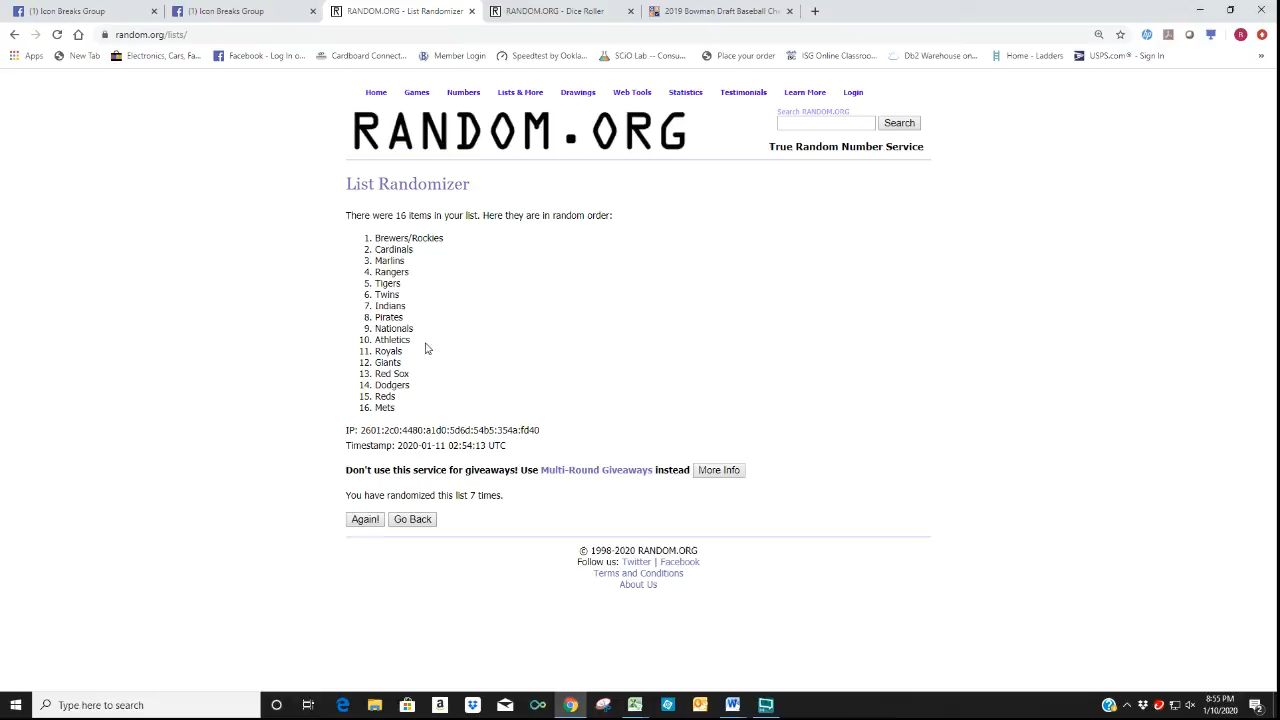 (1) Icon Breaks Group
(1) Icon Breaks Group
RANDOM.ORG - List Randomizer
RANDOM.ORG - Dice Roller
2019 Bowman Draft Baseball Che
random.org/lists/
Apps
New Tab
Electronics, Cars, Fa...
Facebook - Log In o...
Cardboard Connect...
Member Login
Speedtest by Ookla...
SCiO Lab -- Consu...
Place your order
ISG Online Classroo...
Db2 Warehouse on...
Home - Ladders
USPS.com® - Sign In
»
Home Games Numbers Lists & More Drawings Web Tools Statistics Testimonials Learn More Login
RANDOM.ORG
Search RANDOM.ORG
Search
True Random Number Service
List Randomizer
There were 16 items in your list. Here they are in random order:
1. Brewers/Rockies
2. Cardinals
3. Marlins
4. Rangers
5. Tigers
6. Twins
7. Indians
8. Pirates
9. Nationals
10. Athletics
11. Royals
12. Giants
13. Red Sox
14. Dodgers
15. Reds
16. Mets
IP: 2601:2c0:4480:a1d0:5d6d:54b5:354a:fd40
Timestamp: 2020-01-11 02:54:13 UTC
Don't use this service for giveaways! Use Multi-Round Giveaways instead More Info
You have randomized this list 7 times.
Again! Go Back
© 1998-2020 RANDOM.ORG
Follow us: Twitter | Facebook
Terms and Conditions
About Us
Type here to search
8:55 PM
1/10/2020